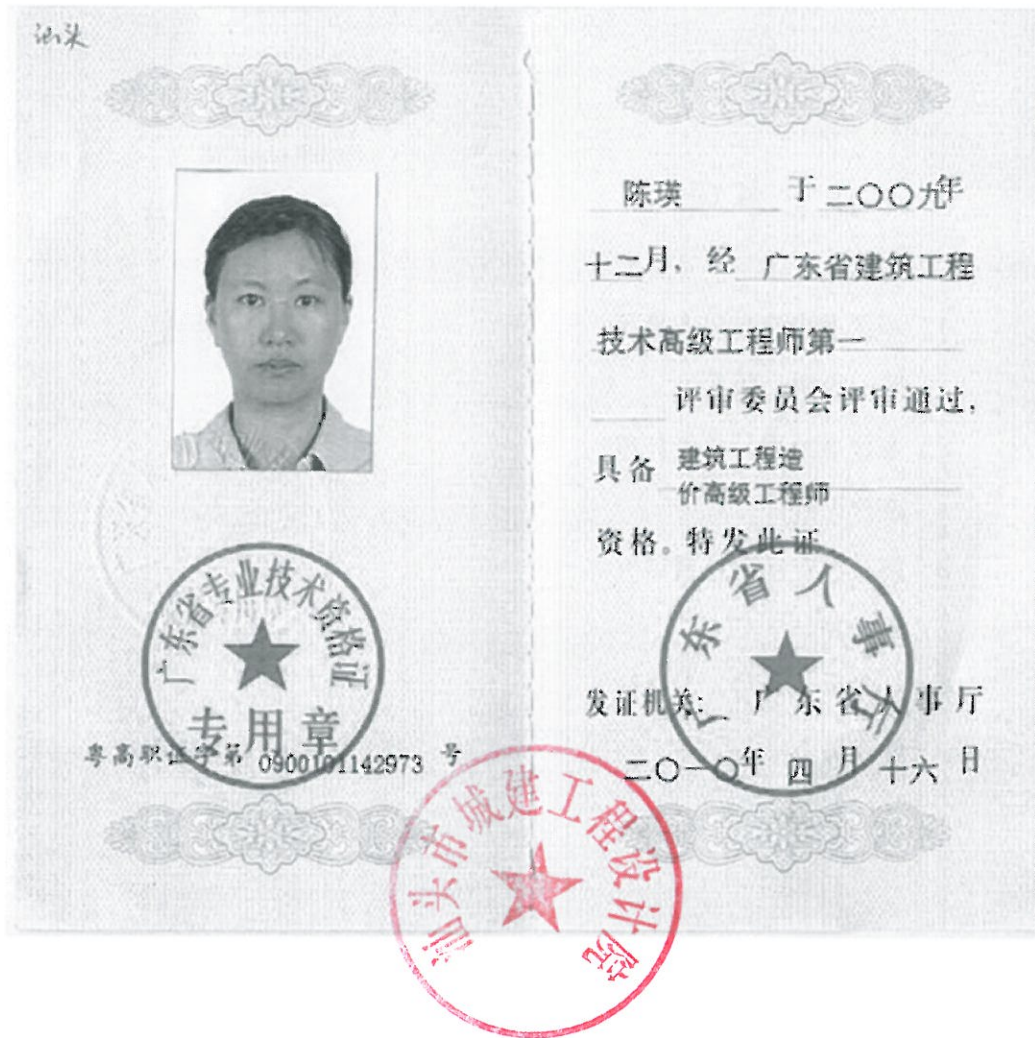 汕头
广东省专业技术资格证
专用章
粤高职证字第 0900101142973 号
陈瑛 于二〇〇九年
十二月，经 广东省建筑工程
技术高级工程师第一
评审委员会评审通过，
具备 建筑工程造
价高级工程师
资格。特发此证
广东省人事厅
发证机关： 广东省人事厅
二〇一〇年 四 月 十六 日
汕头市城建工程设计院